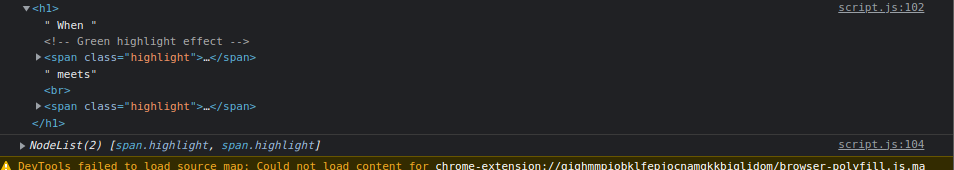 ▼<h1> script.js:102
" When "
<!-- Green highlight effect -->
▶<span class="highlight">…</span>
" meets"
<br>
▶<span class="highlight">…</span>
</h1>
▶ NodeList(2) [span.highlight, span.highlight] script.js:104
DevTools failed to load source map: Could not load content for chrome-extension://gighmmpiobklfepjocnamgkkbiglidom/browser-polyfill.js.ma